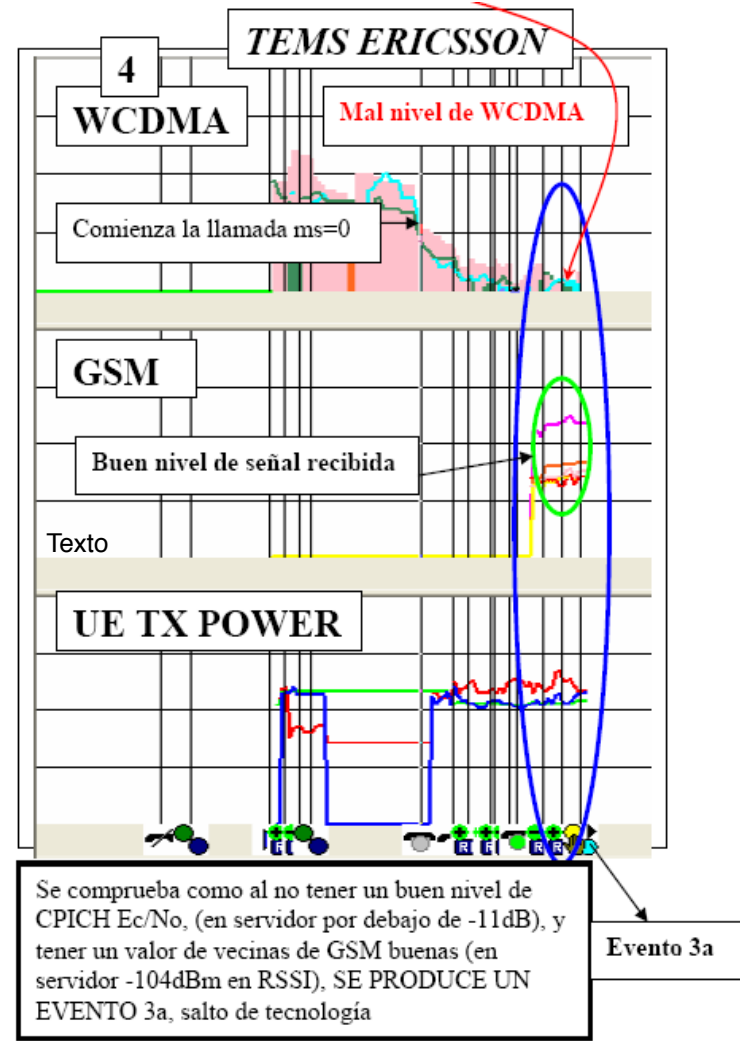 TEMS ERICSSON
4
WCDMA
Mal nivel de WCDMA
Comienza la llamada ms=0
GSM
Buen nivel de señal recibida
Texto
UE TX POWER
R
R
R
R
R
R
Se comprueba como al no tener un buen nivel de
CPICH Ec/No, (en servidor por debajo de -11dB), y
tener un valor de vecinas de GSM buenas (en
servidor -104dBm en RSSI), SE PRODUCE UN
EVENTO 3a, salto de tecnología
Evento 3a